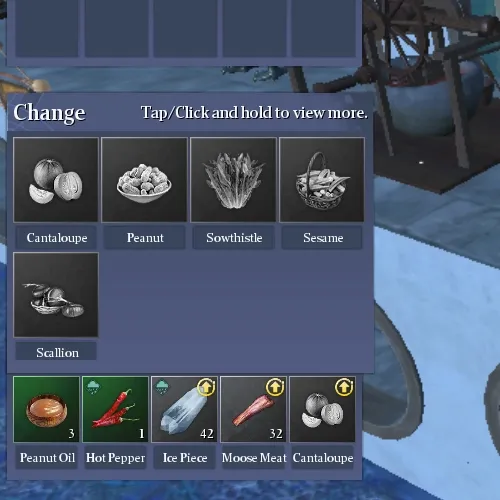 Change
Tap/Click and hold to view more.
Cantaloupe
Peanut
Sowthistle
Sesame
Scallion
3
1
42
32
Peanut Oil
Hot Pepper
Ice Piece
Moose Meat
Cantaloupe